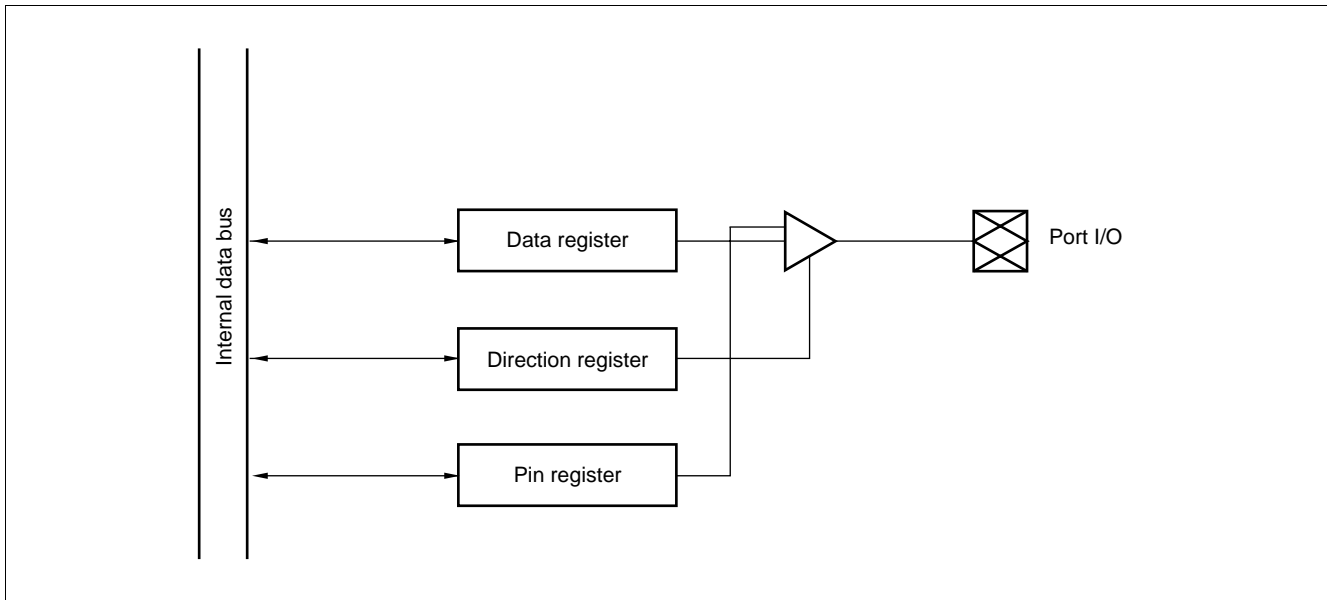 Internal data bus
Data register
Port I/O
Direction register
Pin register